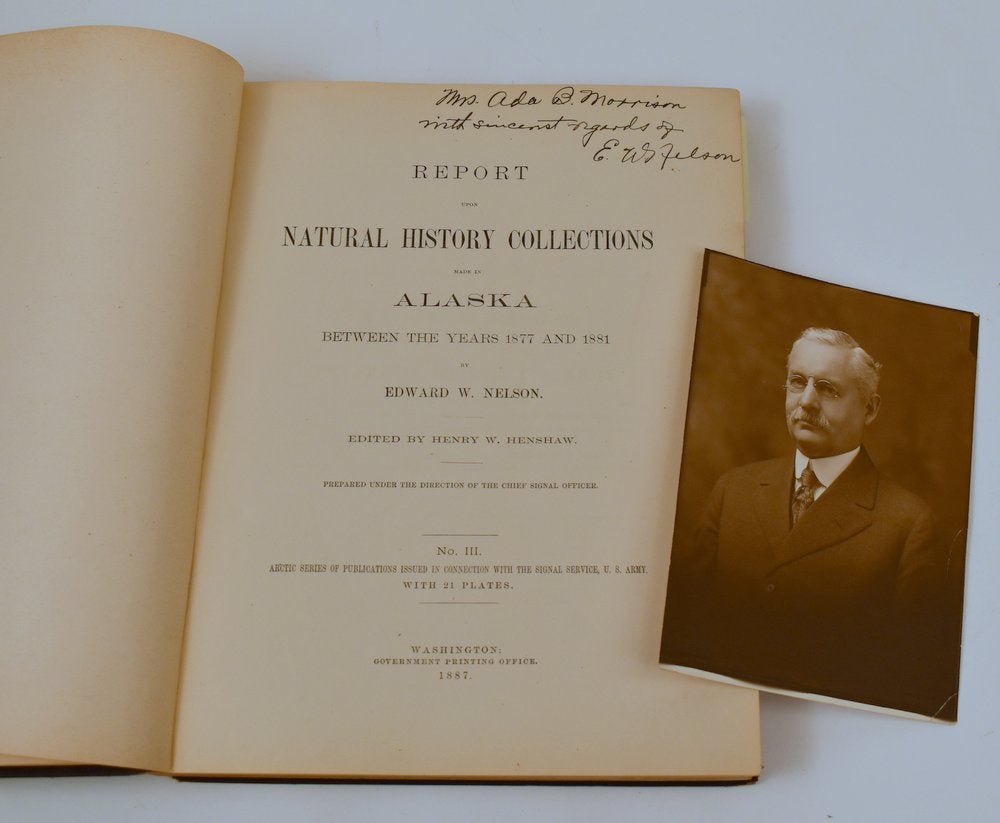 Mrs. Ada B. Morrison
with sincerest regards of
E. W. Nelson
REPORT
UPON
NATURAL HISTORY COLLECTIONS
MADE IN
ALASKA
BETWEEN THE YEARS 1877 AND 1881
BY
EDWARD W. NELSON.
EDITED BY HENRY W. HENSHAW.
PREPARED UNDER THE DIRECTION OF THE CHIEF SIGNAL OFFICER.
No. III.
ARCTIC SERIES OF PUBLICATIONS ISSUED IN CONNECTION WITH THE SIGNAL SERVICE, U. S. ARMY.
WITH 21 PLATES.
WASHINGTON:
GOVERNMENT PRINTING OFFICE.
1887.